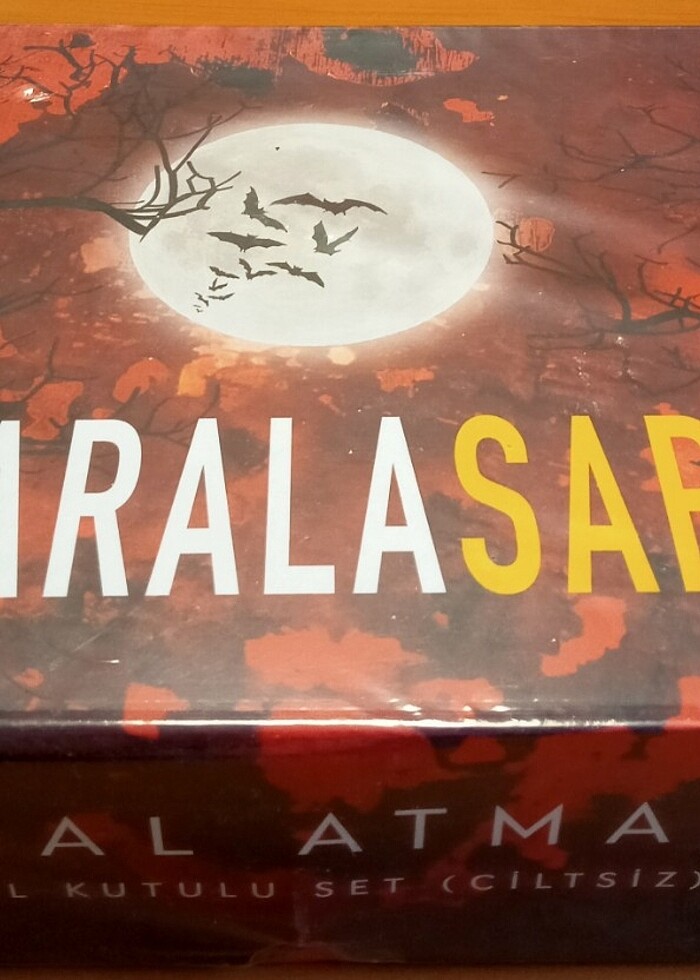 IRALASAR
AL ATMA
L KUTULU SET (CİLTSİZ)